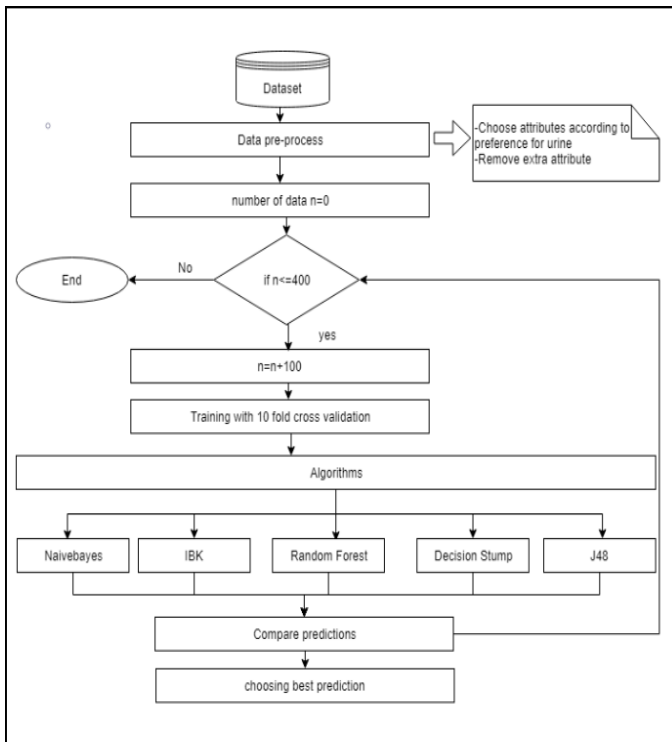 Dataset
Data pre-process
-Choose attributes according to
preference for urine
-Remove extra attribute
number of data n=0
if n<=400
No
End
yes
n=n+100
Training with 10 fold cross validation
Algorithms
Naivebayes
IBK
Random Forest
Decision Stump
J48
Compare predictions
choosing best prediction